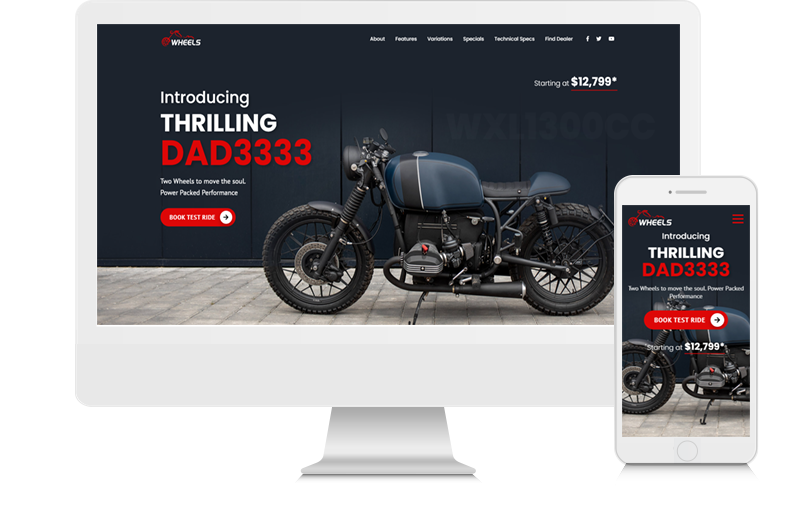 WHEELS
About Features Variations Specials Technical Specs Find Dealer
Starting at $12,799*
Introducing
THRILLING
DAD3333
WXL1300CC
Two Wheels to move the soul.
Power Packed Performance
BOOK TEST RIDE
WHEELS
Introducing
THRILLING
DAD3333
Two Wheels to move the soul. Power Packed
Performance
BOOK TEST RIDE
Starting at $12,799*